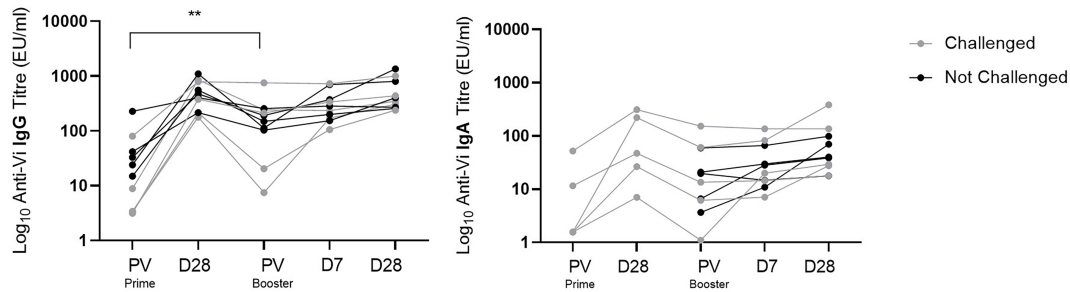 Log10 Anti-Vi IgG Titre (EU/ml)
10000
1000
100
10
1
**
PV D28 PV D7 D28
Prime Booster
Log10 Anti-Vi IgA Titre (EU/ml)
10000
1000
100
10
1
PV D28 PV D7 D28
Prime Booster
Challenged
Not Challenged